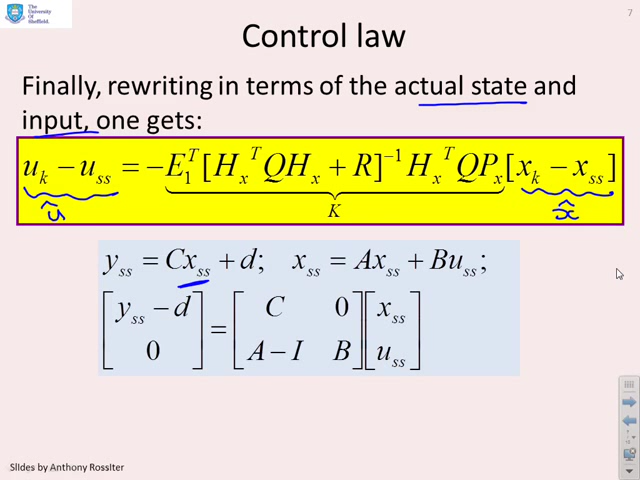 The
University
Of
Sheffield.
7
Control law
Finally, rewriting in terms of the actual state and
input, one gets:
u_k − u_ss = −E_1^T [H_x^T QH_x + R]^{−1} H_x^T QP_x [x_k − x_ss]
K
û
x̂
y_ss = Cx_ss + d; x_ss = Ax_ss + Bu_ss;
[y_ss − d; 0] = [C 0; A − I B] [x_ss; u_ss]
Slides by Anthony Rossiter